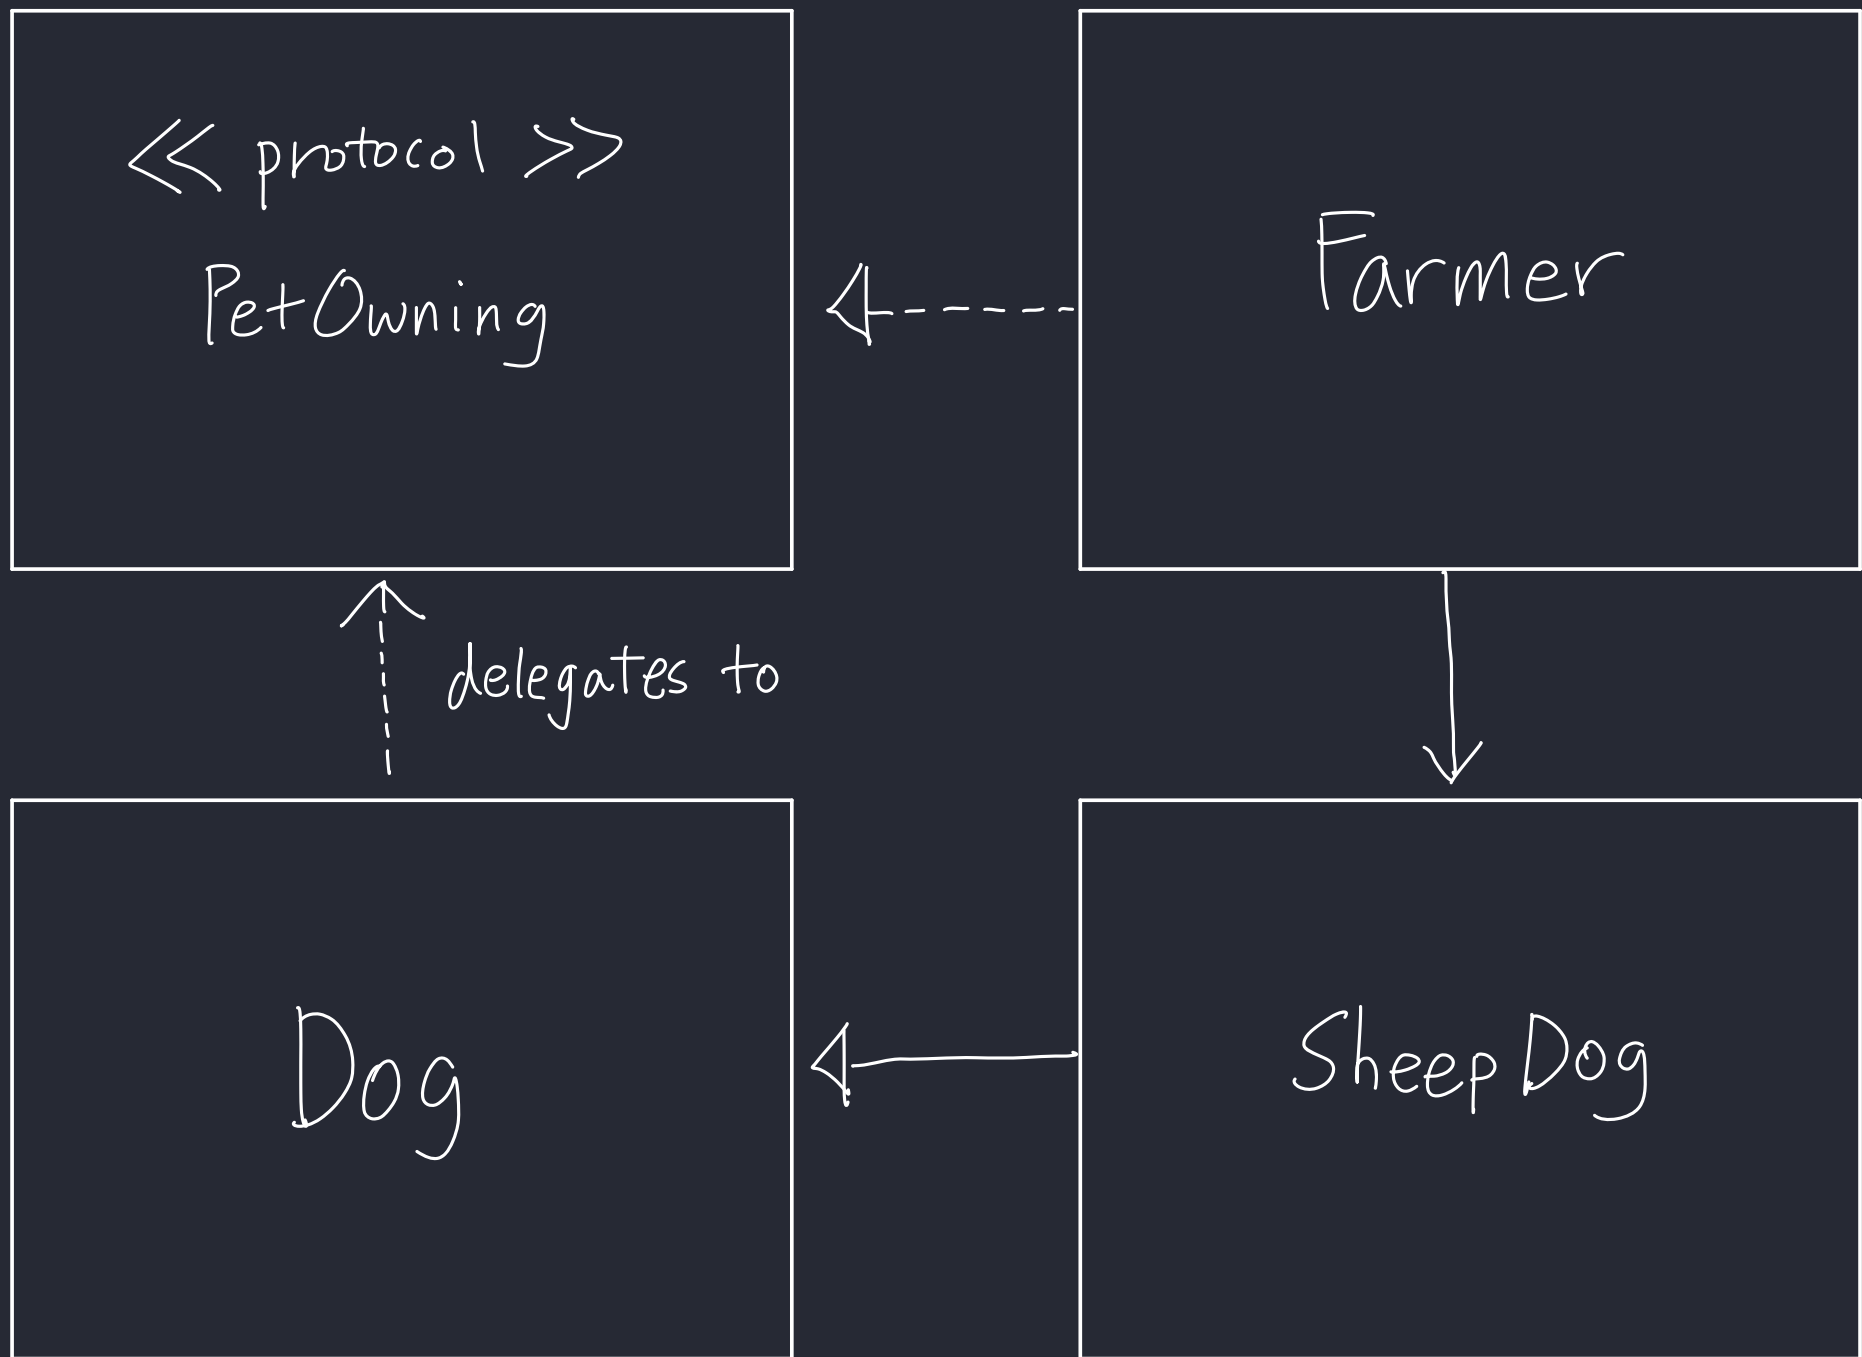 << protocol >>
PetOwning
Farmer
delegates to
Dog
SheepDog